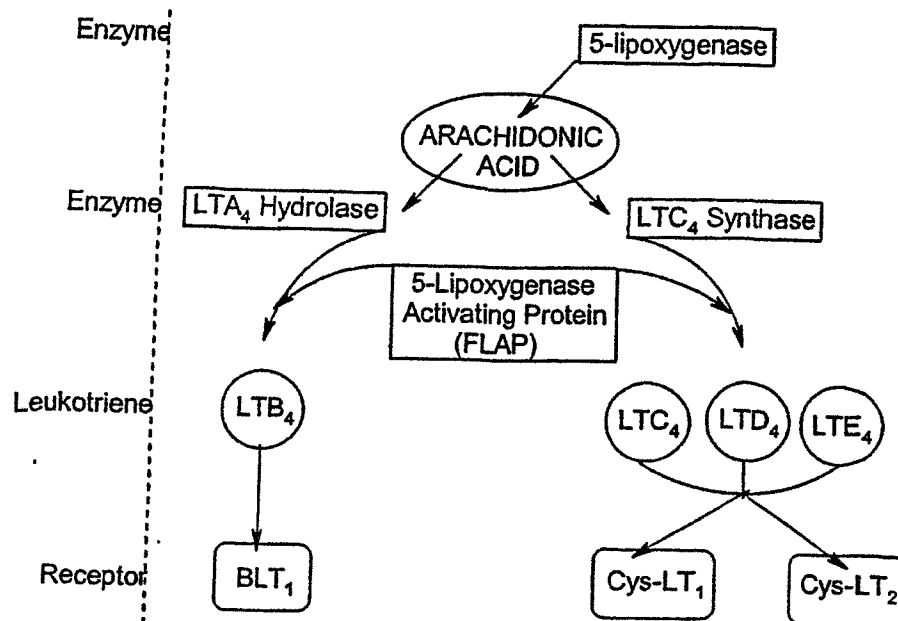 Enzyme
5-lipoxygenase
ARACHIDONIC
ACID
Enzyme
LTA₄ Hydrolase
LTC₄ Synthase
5-Lipoxygenase
Activating Protein
(FLAP)
Leukotriene
LTB₄
LTC₄
LTD₄
LTE₄
Receptor
BLT₁
Cys-LT₁
Cys-LT₂